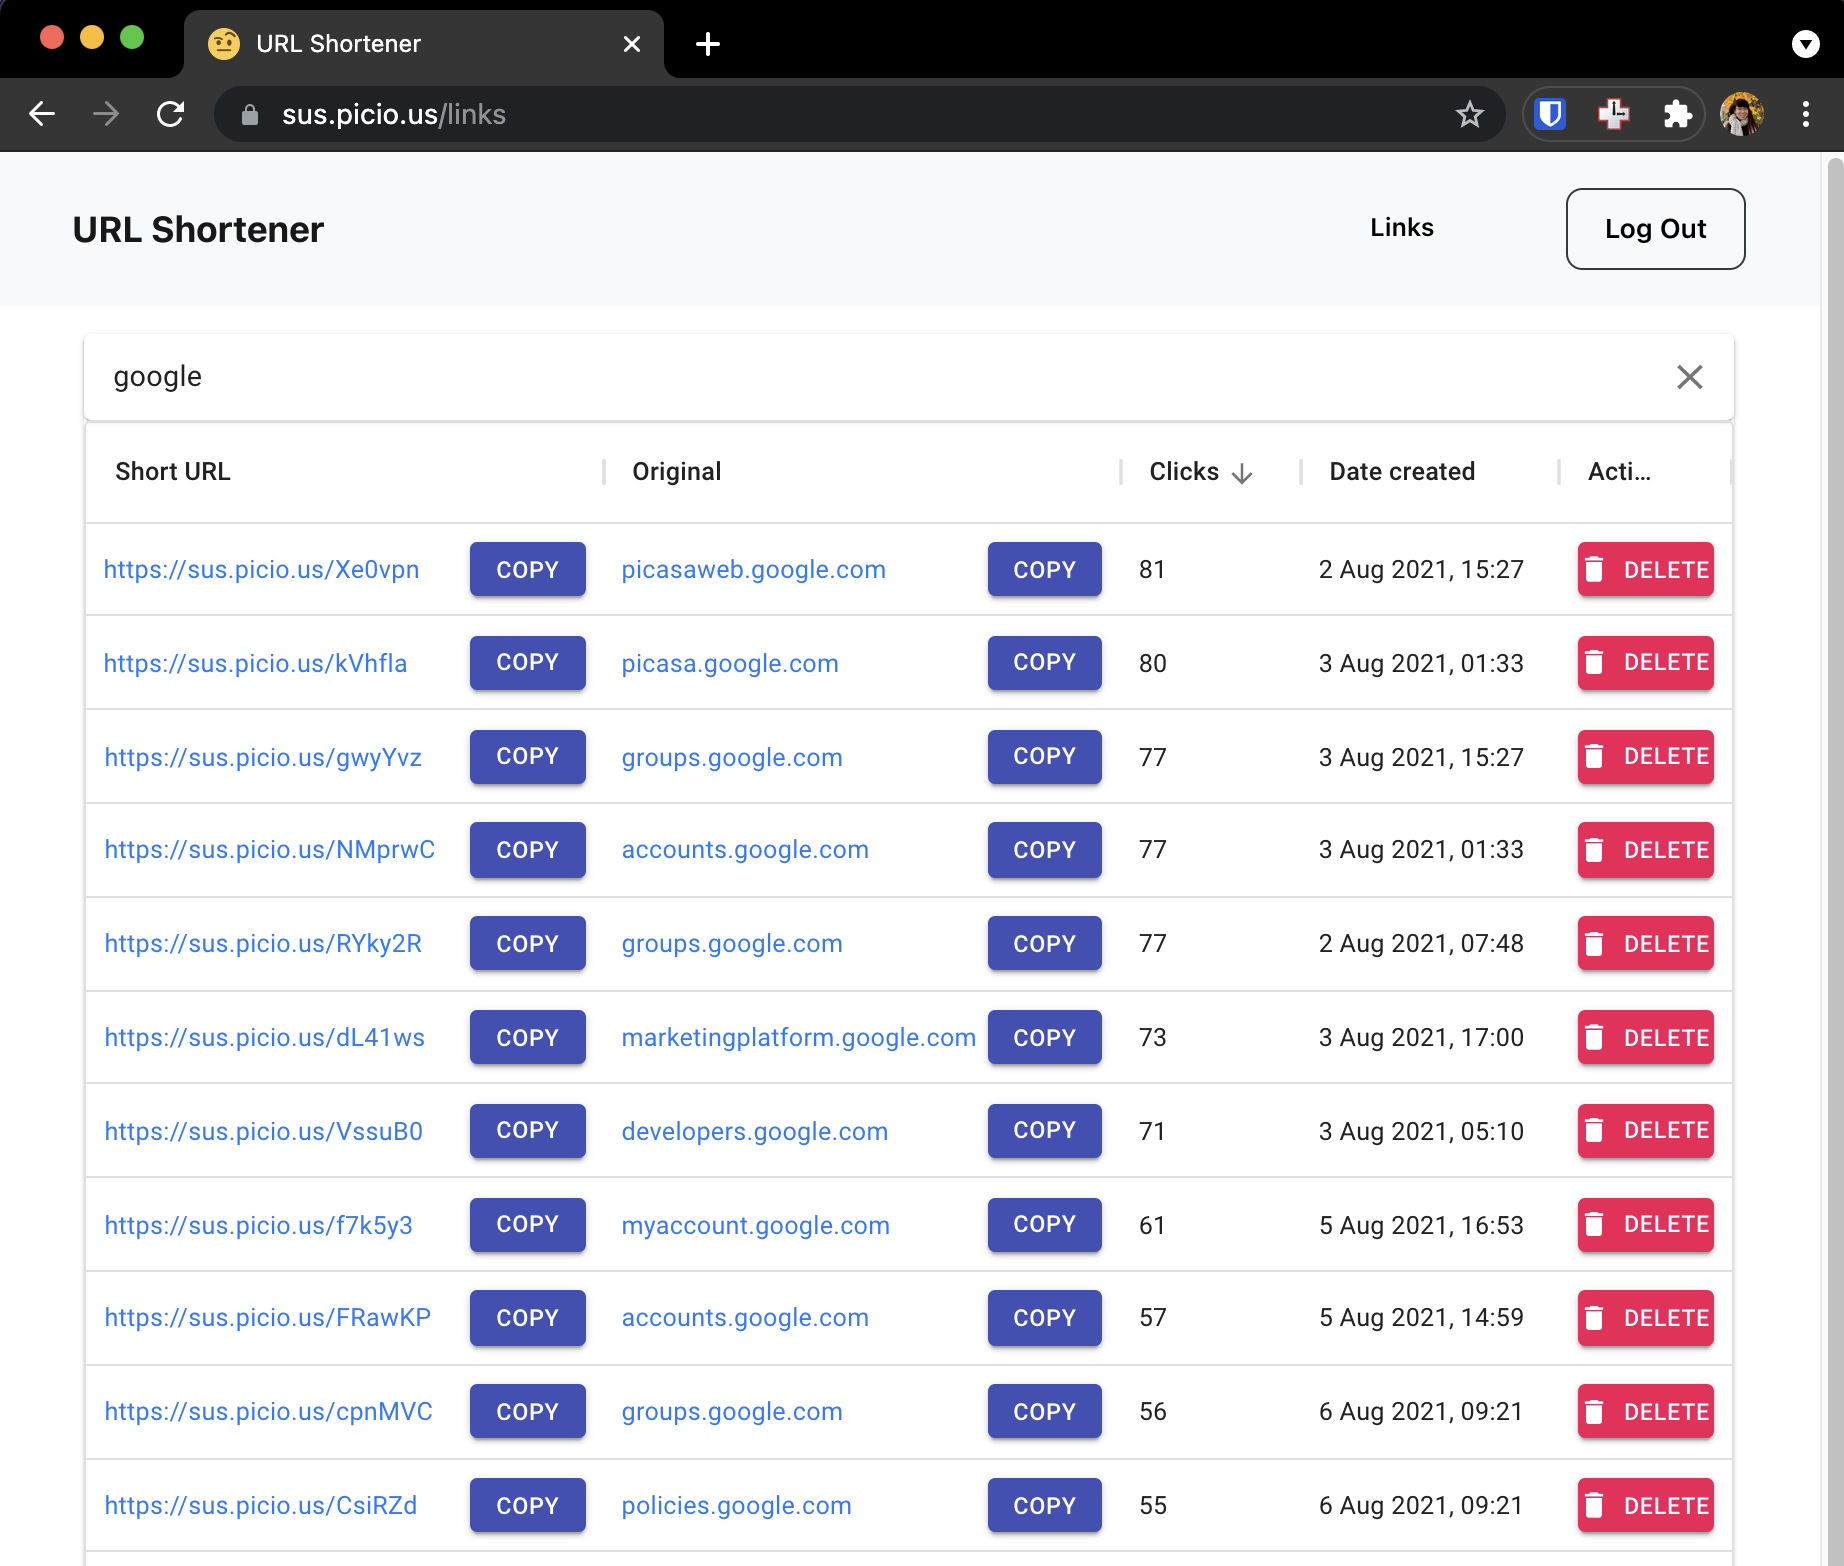 URL Shortener
sus.picio.us/links
URL Shortener Links Log Out
google
Short URL Original Clicks Date created Acti...
https://sus.picio.us/Xe0vpn COPY picasaweb.google.com COPY 81 2 Aug 2021, 15:27 DELETE
https://sus.picio.us/kVhfla COPY picasa.google.com COPY 80 3 Aug 2021, 01:33 DELETE
https://sus.picio.us/gwyYvz COPY groups.google.com COPY 77 3 Aug 2021, 15:27 DELETE
https://sus.picio.us/NMprwC COPY accounts.google.com COPY 77 3 Aug 2021, 01:33 DELETE
https://sus.picio.us/RYky2R COPY groups.google.com COPY 77 2 Aug 2021, 07:48 DELETE
https://sus.picio.us/dL41ws COPY marketingplatform.google.com COPY 73 3 Aug 2021, 17:00 DELETE
https://sus.picio.us/VssuB0 COPY developers.google.com COPY 71 3 Aug 2021, 05:10 DELETE
https://sus.picio.us/f7k5y3 COPY myaccount.google.com COPY 61 5 Aug 2021, 16:53 DELETE
https://sus.picio.us/FRawKP COPY accounts.google.com COPY 57 5 Aug 2021, 14:59 DELETE
https://sus.picio.us/cpnMVC COPY groups.google.com COPY 56 6 Aug 2021, 09:21 DELETE
https://sus.picio.us/CsiRZd COPY policies.google.com COPY 55 6 Aug 2021, 09:21 DELETE